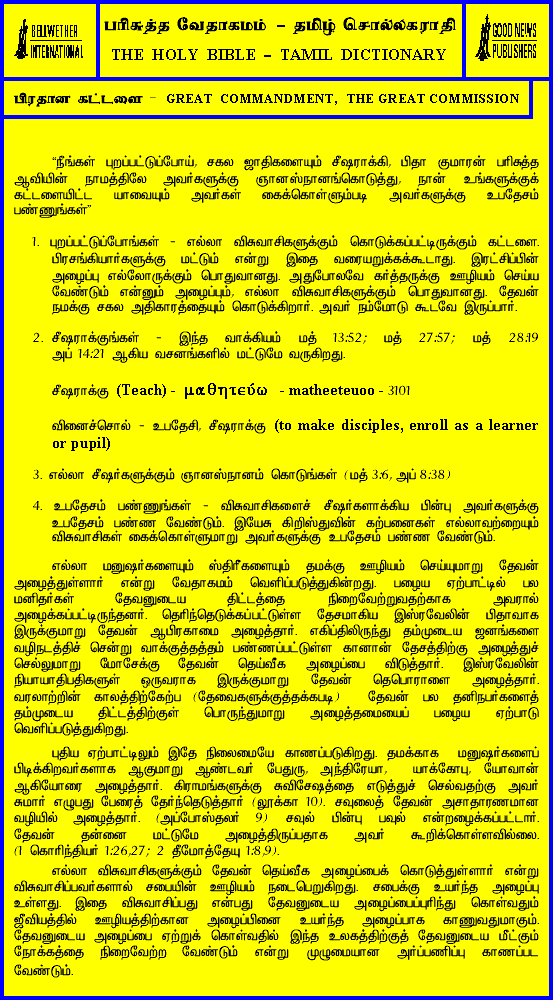 BELLWETHER
INTERNATIONAL
பரிசுத்த வேதாகமம் – தமிழ் சொல்லகராதி
THE HOLY BIBLE – TAMIL DICTIONARY
GOOD NEWS
PUBLISHERS
பிரதான கட்டளை – GREAT COMMANDMENT, THE GREAT COMMISSION
“நீங்கள் புறப்பட்டுப்போய், சகல ஜாதிகளையும் சீஷராக்கி, பிதா குமாரன் பரிசுத்த
ஆவியின் நாமத்திலே அவர்களுக்கு ஞானஸ்நானங்கொடுத்து, நான் உங்களுக்குக்
கட்டளையிட்ட யாவையும் அவர்கள் கைக்கொள்ளும்படி அவர்களுக்கு உபதேசம்
பண்ணுங்கள்”
1. புறப்பட்டுப்போங்கள் – எல்லா விசுவாசிகளுக்கும் கொடுக்கப்பட்டிருக்கும் கட்டளை.
பிரசங்கியார்களுக்கு மட்டும் என்று இதை வரையறுக்கக்கூடாது. இரட்சிப்பின்
அழைப்பு எல்லோருக்கும் பொதுவானது. அதுபோலவே கர்த்தருக்கு ஊழியம் செய்ய
வேண்டும் என்னும் அழைப்பும், எல்லா விசுவாசிகளுக்கும் பொதுவானது. தேவன்
நமக்கு சகல அதிகாரத்தையும் கொடுக்கிறார். அவர் நம்மோடு கூடவே இருப்பார்.
2. சீஷராக்குங்கள் – இந்த வாக்கியம் மத் 13:52; மத் 27:57; மத் 28:19
அப் 14:21 ஆகிய வசனங்களில் மட்டுமே வருகிறது.
சீஷராக்கு (Teach) - μαθητεύω - matheeteuoo - 3101
வினைச்சொல் – உபதேசி, சீஷராக்கு (to make disciples, enroll as a learner
or pupil)
3. எல்லா சீஷர்களுக்கும் ஞானஸ்நானம் கொடுங்கள் (மத் 3:6, அப் 8:38)
4. உபதேசம் பண்ணுங்கள் – விசுவாசிகளைச் சீஷர்களாக்கிய பின்பு அவர்களுக்கு
உபதேசம் பண்ண வேண்டும். இயேசு கிறிஸ்துவின் கற்பனைகள் எல்லாவற்றையும்
விசுவாசிகள் கைக்கொள்ளுமாறு அவர்களுக்கு உபதேசம் பண்ண வேண்டும்.
எல்லா மனுஷர்களையும் ஸ்திரீகளையும் தமக்கு ஊழியம் செய்யுமாறு தேவன்
அழைத்துள்ளார் என்று வேதாகமம் வெளிப்படுத்துகின்றது. பழைய ஏற்பாட்டில் பல
மனிதர்கள் தேவனுடைய திட்டத்தை நிறைவேற்றுவதற்காக அவரால்
அழைக்கப்பட்டிருந்தனர். தெரிந்தெடுக்கப்பட்டுள்ள தேசமாகிய இஸ்ரவேலின் பிதாவாக
இருக்குமாறு தேவன் ஆபிரகாமை அழைத்தார். எகிப்திலிருந்து தம்முடைய ஜனங்களை
வழிநடத்திச் சென்று வாக்குத்தத்தம் பண்ணப்பட்டுள்ள கானான் தேசத்திற்கு அழைத்துச்
செல்லுமாறு மோசேக்கு தேவன் தெய்வீக அழைப்பை விடுத்தார். இஸ்ரவேலின்
நியாயாதிபதிகளுள் ஒருவராக இருக்குமாறு தேவன் தெபொராளை அழைத்தார்.
வரலாற்றின் காலத்திற்கேற்ப (தேவைகளுக்குத்தக்கபடி) தேவன் பல தனிநபர்களைத்
தம்முடைய திட்டத்திற்குள் பொருந்துமாறு அழைத்தமையைப் பழைய ஏற்பாடு
வெளிப்படுத்துகிறது.
புதிய ஏற்பாட்டிலும் இதே நிலைமையே காணப்படுகிறது. தமக்காக மனுஷர்களைப்
பிடிக்கிறவர்களாக ஆகுமாறு ஆண்டவர் பேதுரு, அந்திரேயா, யாக்கோபு, யோவான்
ஆகியோரை அழைத்தார். கிராமங்களுக்கு சுவிசேஷத்தை எடுத்துச் செல்வதற்கு அவர்
சுமார் எழுபது பேரைத் தேர்ந்தெடுத்தார் (லூக்கா 10). சவுலைத் தேவன் அசாதாரணமான
வழியில் அழைத்தார். (அப்போஸ்தலர் 9) சவுல் பின்பு பவுல் என்றழைக்கப்பட்டார்.
தேவன் தன்னை மட்டுமே அழைத்திருப்பதாக அவர் கூறிக்கொள்ளவில்லை.
(1 கொரிந்தியர் 1:26,27; 2 தீமோத்தேயு 1:8,9).
எல்லா விசுவாசிகளுக்கும் தேவன் தெய்வீக அழைப்பைக் கொடுத்துள்ளார் என்று
விசுவாசிப்பவர்களால் சபையின் ஊழியம் நடைபெறுகிறது. சபைக்கு உயர்ந்த அழைப்பு
உள்ளது. இதை விசுவாசிப்பது என்பது தேவனுடைய அழைப்பைப்புரிந்து கொள்வதும்
ஜீவியத்தில் ஊழியத்திற்கான அழைப்பினை உயர்ந்த அழைப்பாக காணுவதுமாகும்.
தேவனுடைய அழைப்பை ஏற்றுக் கொள்வதில் இந்த உலகத்திற்குத் தேவனுடைய மீட்கும்
நோக்கத்தை நிறைவேற்ற வேண்டும் என்று முழுமையான அர்ப்பணிப்பு காணப்பட
வேண்டும்.